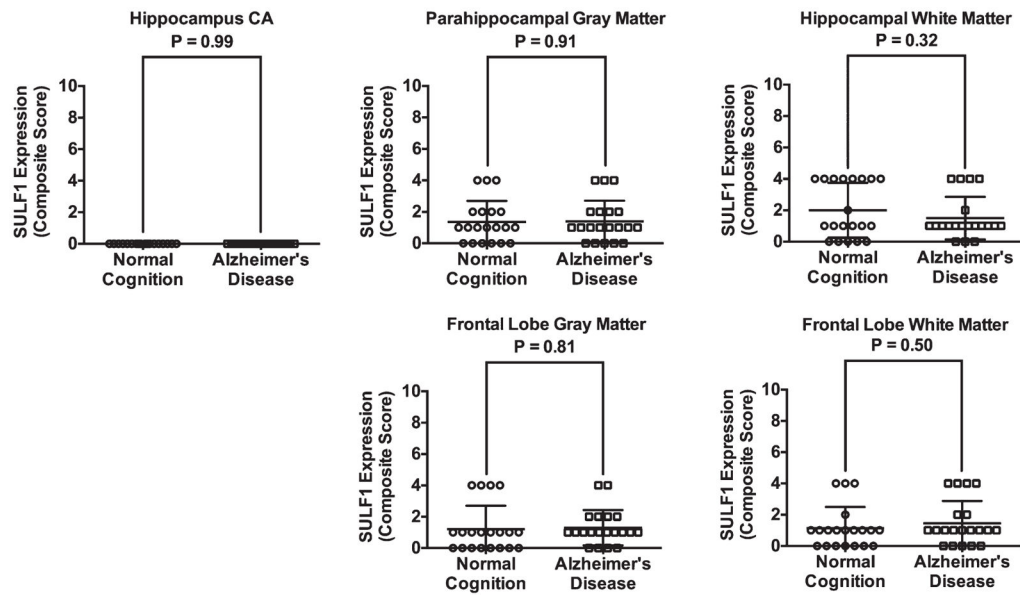 Hippocampus CA
P = 0.99
SULF1 Expression
(Composite Score)
10
8
6
4
2
0
Normal
Cognition
Alzheimer's
Disease
Parahippocampal Gray Matter
P = 0.91
SULF1 Expression
(Composite Score)
10
8
6
4
2
0
Normal
Cognition
Alzheimer's
Disease
Hippocampal White Matter
P = 0.32
SULF1 Expression
(Composite Score)
10
8
6
4
2
0
Normal
Cognition
Alzheimer's
Disease
Frontal Lobe Gray Matter
P = 0.81
SULF1 Expression
(Composite Score)
10
8
6
4
2
0
Normal
Cognition
Alzheimer's
Disease
Frontal Lobe White Matter
P = 0.50
SULF1 Expression
(Composite Score)
10
8
6
4
2
0
Normal
Cognition
Alzheimer's
Disease